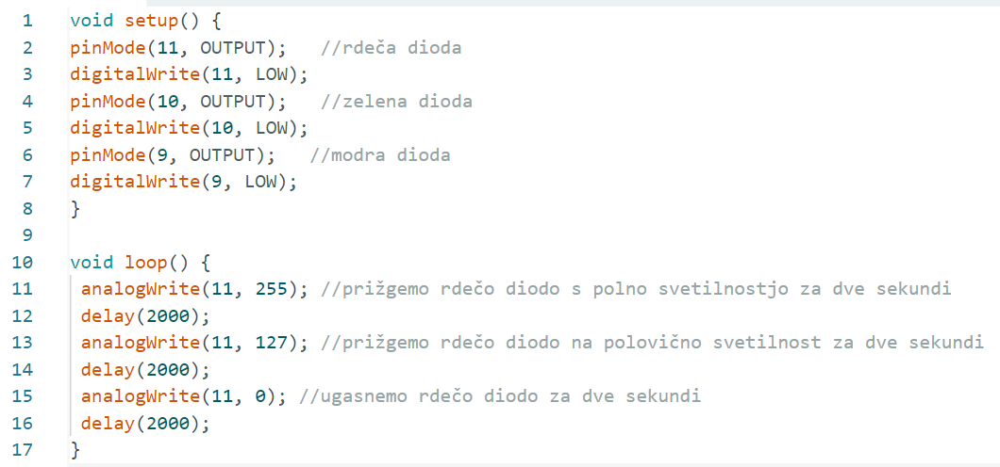 1 void setup() {
2 pinMode(11, OUTPUT);   //rdeča dioda
3 digitalWrite(11, LOW);
4 pinMode(10, OUTPUT);   //zelena dioda
5 digitalWrite(10, LOW);
6 pinMode(9, OUTPUT);   //modra dioda
7 digitalWrite(9, LOW);
8 }
9
10 void loop() {
11  analogWrite(11, 255); //prižgemo rdečo diodo s polno svetilnostjo za dve sekundi
12  delay(2000);
13  analogWrite(11, 127); //prižgemo rdečo diodo na polovično svetilnost za dve sekundi
14  delay(2000);
15  analogWrite(11, 0); //ugasnemo rdečo diodo za dve sekundi
16  delay(2000);
17 }